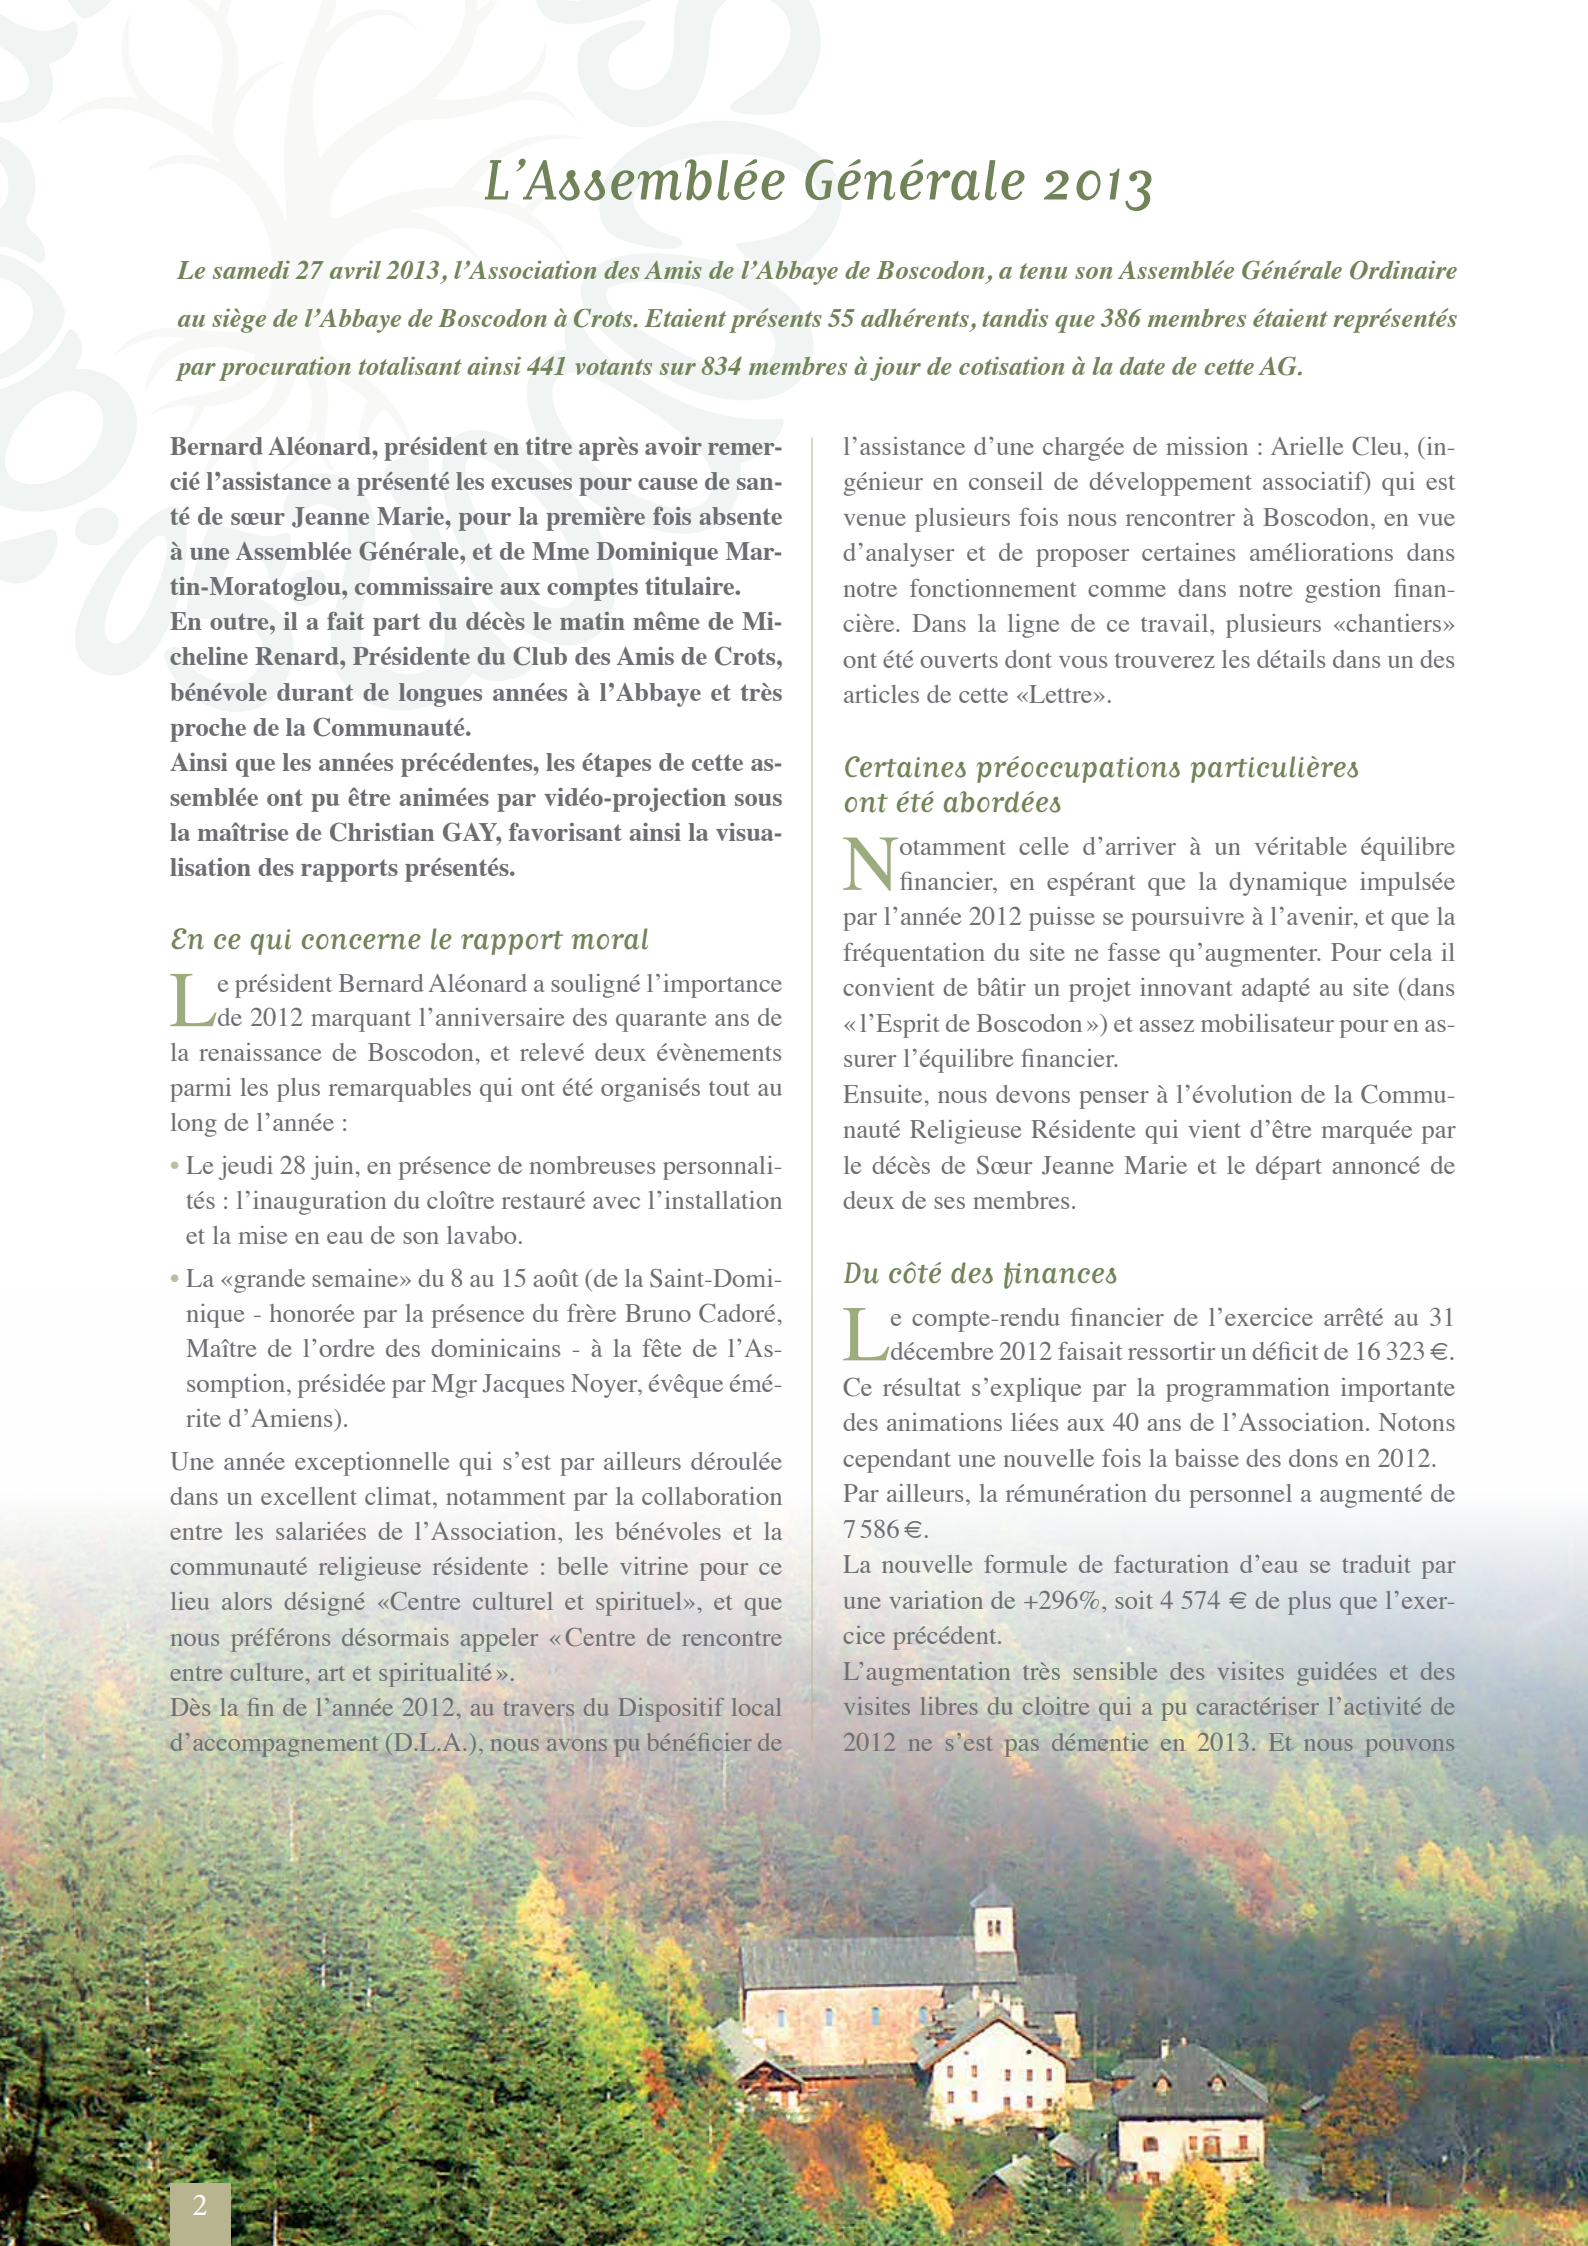 L’Assemblée Générale 2013
Le samedi 27 avril 2013, l’Association des Amis de l’Abbaye de Boscodon, a tenu son Assemblée Générale Ordinaire
au siège de l’Abbaye de Boscodon à Crots. Etaient présents 55 adhérents, tandis que 386 membres étaient représentés
par procuration totalisant ainsi 441 votants sur 834 membres à jour de cotisation à la date de cette AG.
Bernard Aléonard, président en titre après avoir remer-
cié l’assistance a présenté les excuses pour cause de san-
té de sœur Jeanne Marie, pour la première fois absente
à une Assemblée Générale, et de Mme Dominique Mar-
tin-Moratoglou, commissaire aux comptes titulaire.
En outre, il a fait part du décès le matin même de Mi-
cheline Renard, Présidente du Club des Amis de Crots,
bénévole durant de longues années à l’Abbaye et très
proche de la Communauté.
Ainsi que les années précédentes, les étapes de cette as-
semblée ont pu être animées par vidéo-projection sous
la maîtrise de Christian GAY, favorisant ainsi la visua-
lisation des rapports présentés.
En ce qui concerne le rapport moral
Le président Bernard Aléonard a souligné l’importance
de 2012 marquant l’anniversaire des quarante ans de
la renaissance de Boscodon, et relevé deux évènements
parmi les plus remarquables qui ont été organisés tout au
long de l’année :
• Le jeudi 28 juin, en présence de nombreuses personnali-
tés : l’inauguration du cloître restauré avec l’installation
et la mise en eau de son lavabo.
• La «grande semaine» du 8 au 15 août (de la Saint-Domi-
nique - honorée par la présence du frère Bruno Cadoré,
Maître de l’ordre des dominicains - à la fête de l’As-
somption, présidée par Mgr Jacques Noyer, évêque émé-
rite d’Amiens).
Une année exceptionnelle qui s’est par ailleurs déroulée
dans un excellent climat, notamment par la collaboration
entre les salariées de l’Association, les bénévoles et la
communauté religieuse résidente : belle vitrine pour ce
lieu alors désigné «Centre culturel et spirituel», et que
nous préférons désormais appeler « Centre de rencontre
entre culture, art et spiritualité ».
Dès la fin de l’année 2012, au travers du Dispositif local
d’accompagnement (D.L.A.), nous avons pu bénéficier de
l’assistance d’une chargée de mission : Arielle Cleu, (in-
génieur en conseil de développement associatif) qui est
venue plusieurs fois nous rencontrer à Boscodon, en vue
d’analyser et de proposer certaines améliorations dans
notre fonctionnement comme dans notre gestion finan-
cière. Dans la ligne de ce travail, plusieurs «chantiers»
ont été ouverts dont vous trouverez les détails dans un des
articles de cette «Lettre».
Certaines préoccupations particulières
ont été abordées
Notamment celle d’arriver à un véritable équilibre
financier, en espérant que la dynamique impulsée
par l’année 2012 puisse se poursuivre à l’avenir, et que la
fréquentation du site ne fasse qu’augmenter. Pour cela il
convient de bâtir un projet innovant adapté au site (dans
« l’Esprit de Boscodon ») et assez mobilisateur pour en as-
surer l’équilibre financier.
Ensuite, nous devons penser à l’évolution de la Commu-
nauté Religieuse Résidente qui vient d’être marquée par
le décès de Sœur Jeanne Marie et le départ annoncé de
deux de ses membres.
Du côté des finances
Le compte-rendu financier de l’exercice arrêté au 31
décembre 2012 faisait ressortir un déficit de 16 323 €.
Ce résultat s’explique par la programmation importante
des animations liées aux 40 ans de l’Association. Notons
cependant une nouvelle fois la baisse des dons en 2012.
Par ailleurs, la rémunération du personnel a augmenté de
7 586 €.
La nouvelle formule de facturation d’eau se traduit par
une variation de +296%, soit 4 574 € de plus que l’exer-
cice précédent.
L’augmentation très sensible des visites guidées et des
visites libres du cloitre qui a pu caractériser l’activité de
2012 ne s’est pas démentie en 2013. Et nous pouvons
2